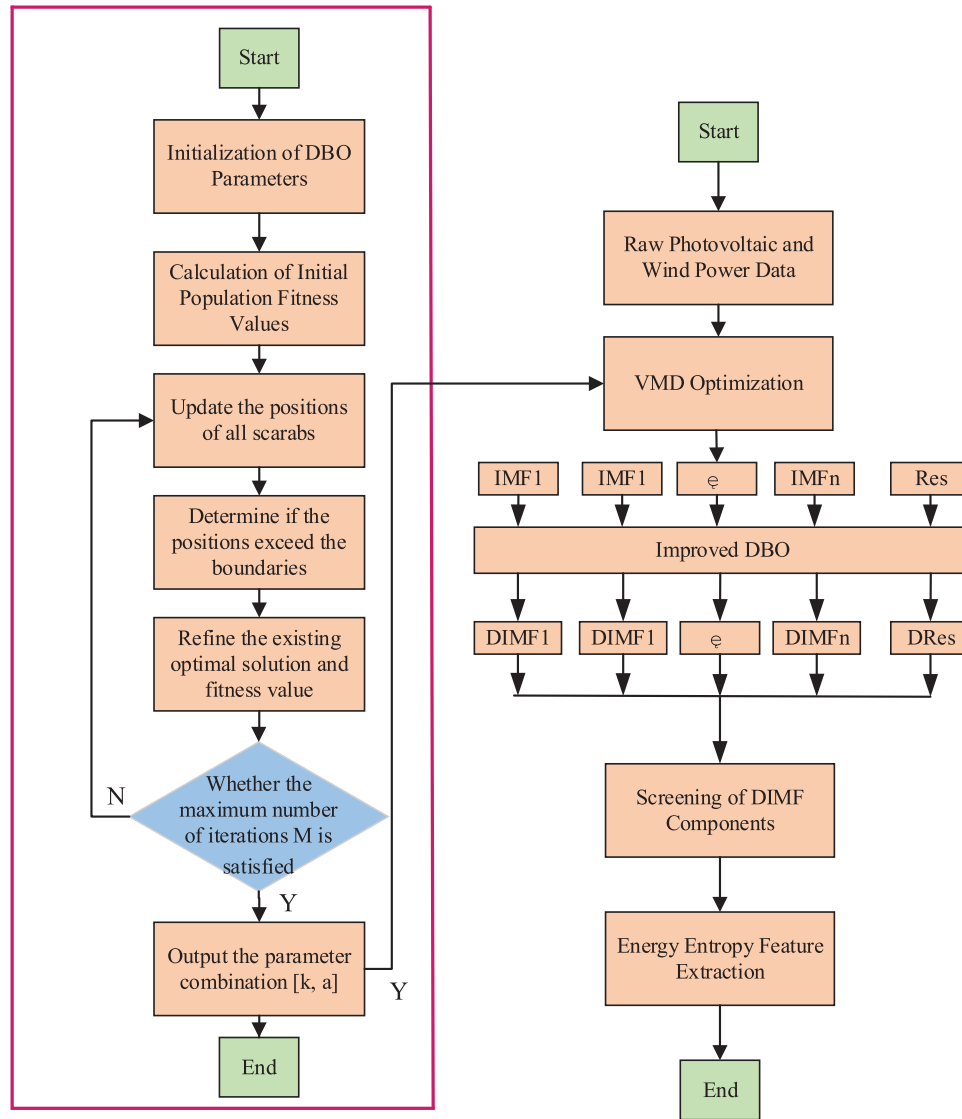 Start
Initialization of DBO
Parameters
Calculation of Initial
Population Fitness
Values
Update the positions
of all scarabs
Determine if the
positions exceed the
boundaries
Refine the existing
optimal solution and
fitness value
Whether the
maximum number
of iterations M is
satisfied
N
Y
Output the parameter
combination [k, a]
Y
End
Start
Raw Photovoltaic and
Wind Power Data
VMD Optimization
IMF1 IMF1 ę IMFn Res
Improved DBO
DIMF1 DIMF1 ę DIMFn DRes
Screening of DIMF
Components
Energy Entropy Feature
Extraction
End